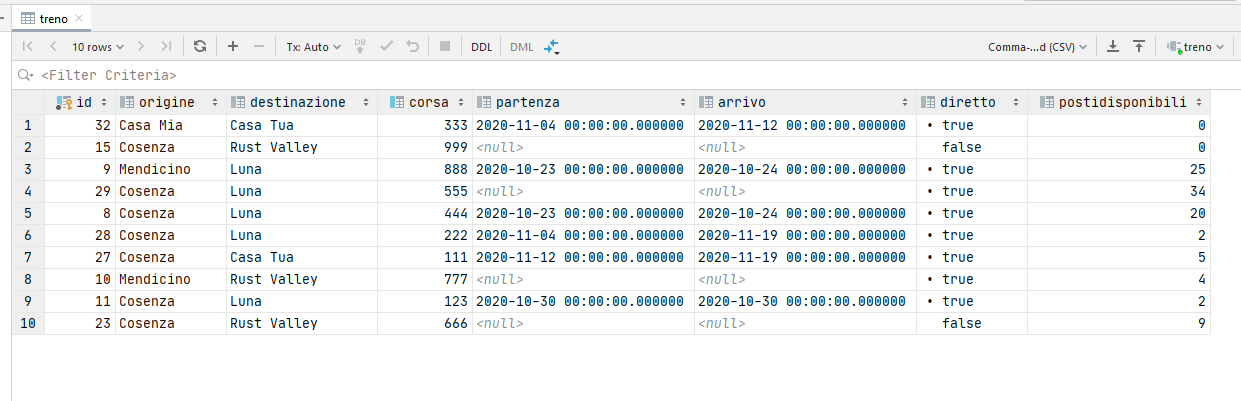 treno
10 rows Tx: Auto DB DDL DML Comma-...d (CSV) treno
<Filter Criteria>
id origine destinazione corsa partenza arrivo diretto postidisponibili
1 32 Casa Mia Casa Tua 333 2020-11-04 00:00:00.000000 2020-11-12 00:00:00.000000 • true 0
2 15 Cosenza Rust Valley 999 <null> <null> false 0
3 9 Mendicino Luna 888 2020-10-23 00:00:00.000000 2020-10-24 00:00:00.000000 • true 25
4 29 Cosenza Luna 555 <null> <null> • true 34
5 8 Cosenza Luna 444 2020-10-23 00:00:00.000000 2020-10-24 00:00:00.000000 • true 20
6 28 Cosenza Luna 222 2020-11-04 00:00:00.000000 2020-11-19 00:00:00.000000 • true 2
7 27 Cosenza Casa Tua 111 2020-11-12 00:00:00.000000 2020-11-19 00:00:00.000000 • true 5
8 10 Mendicino Rust Valley 777 <null> <null> • true 4
9 11 Cosenza Luna 123 2020-10-30 00:00:00.000000 2020-10-30 00:00:00.000000 • true 2
10 23 Cosenza Rust Valley 666 <null> <null> false 9